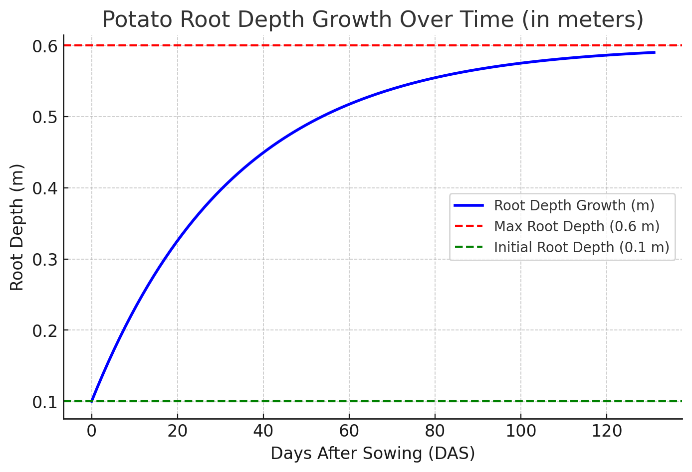 Potato Root Depth Growth Over Time (in meters)
0.6
0.5
0.4
0.3
0.2
0.1
Root Depth (m)
Root Depth Growth (m)
Max Root Depth (0.6 m)
Initial Root Depth (0.1 m)
0 20 40 60 80 100 120
Days After Sowing (DAS)